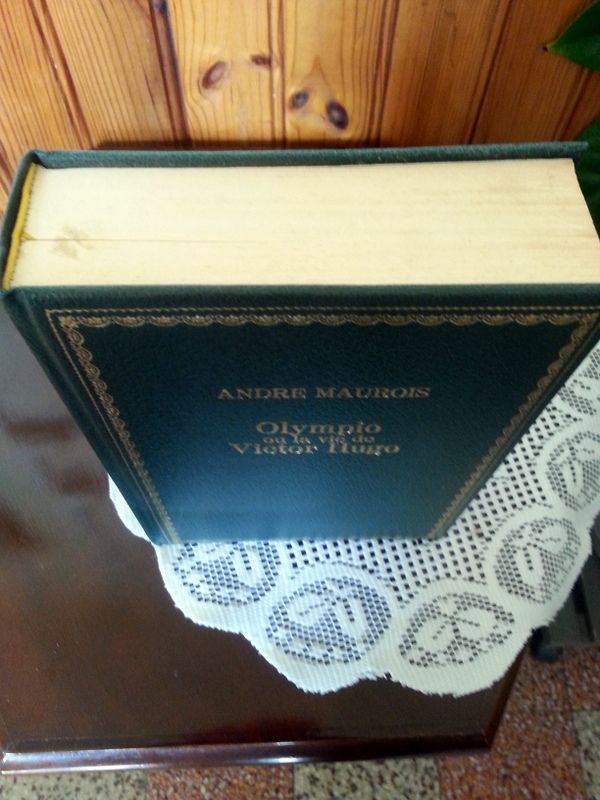 ANDRE MAUROIS
Olympio
ou la vie de
Victor Hugo